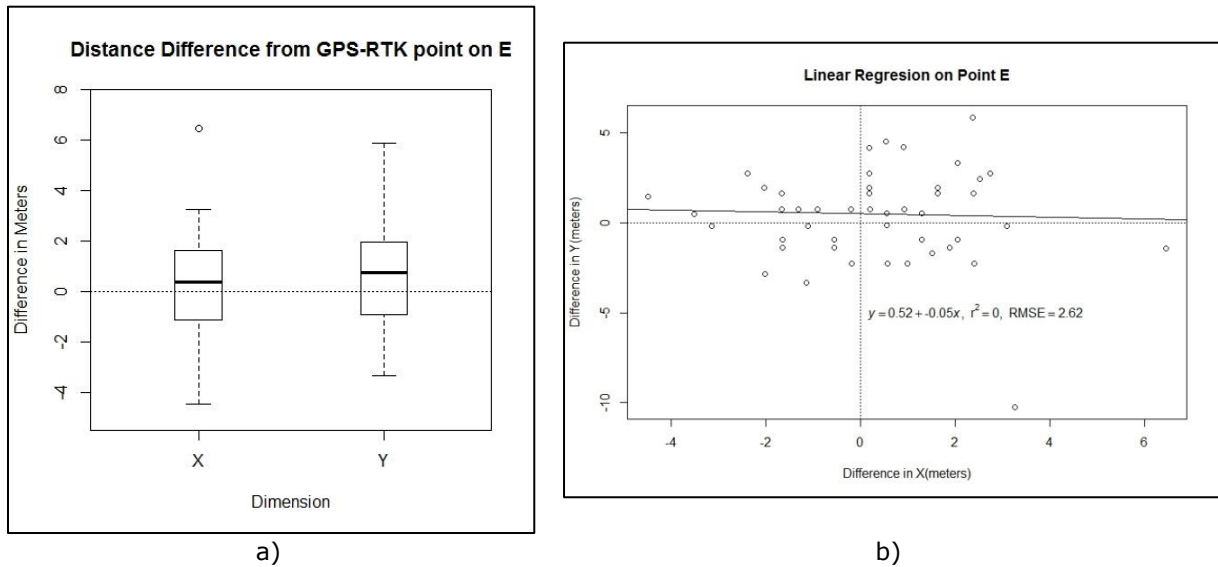 Distance Difference from GPS-RTK point on E
8
6
4
2
0
-2
-4
Difference in Meters
X Y
Dimension
a)
Linear Regresion on Point E
5
0
-5
-10
Difference in Y(meters)
y = 0.52 + -0.05x, r² = 0, RMSE = 2.62
-4 -2 0 2 4 6
Difference in X(meters)
b)